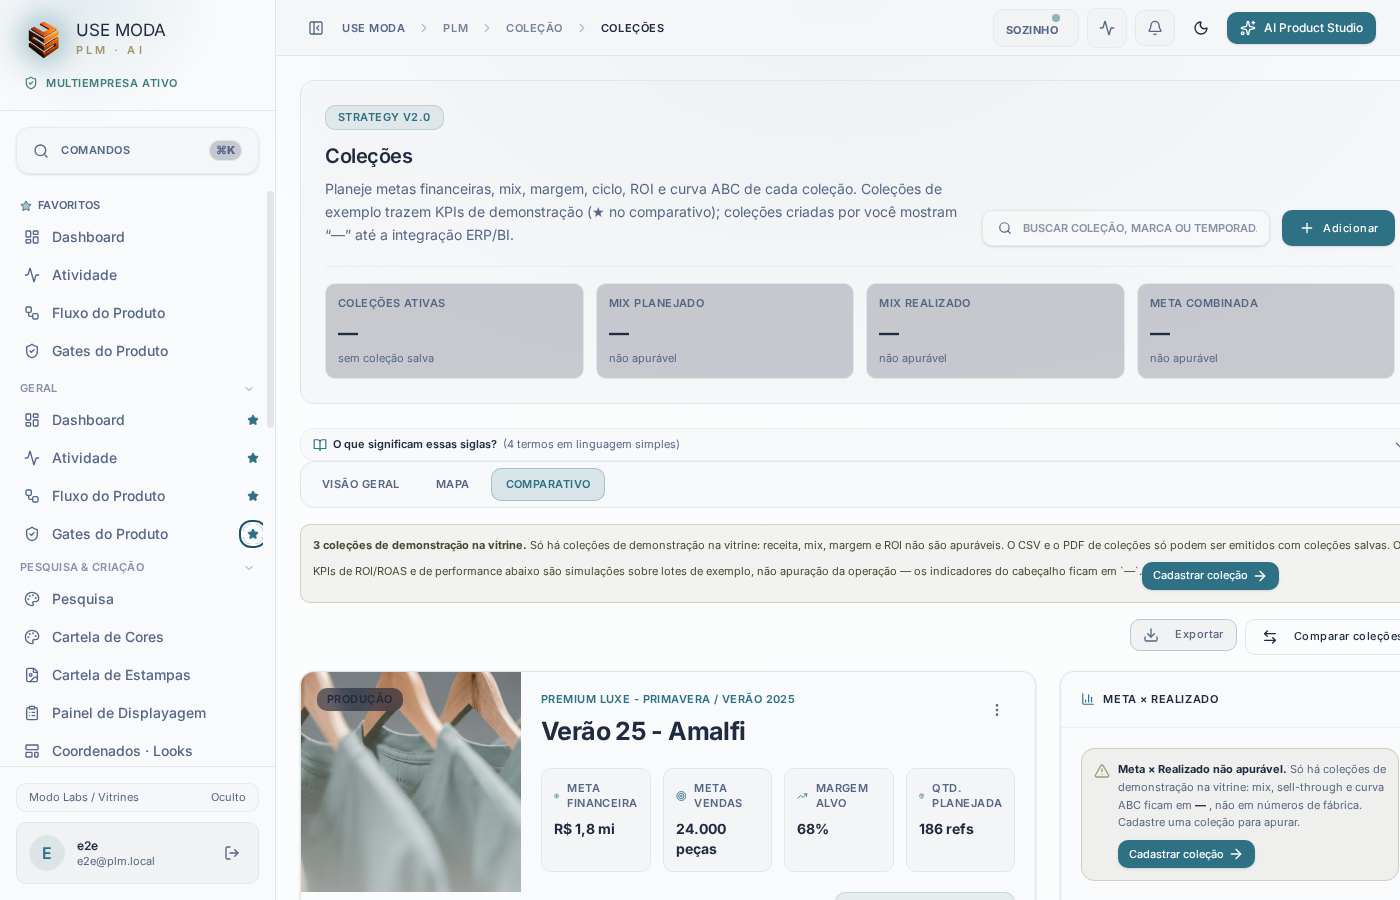 USE MODA
PLM · AI
MULTIEMPRESA ATIVO
COMANDOS
⌘K
FAVORITOS
Dashboard
Atividade
Fluxo do Produto
Gates do Produto
GERAL
Dashboard
Atividade
Fluxo do Produto
Gates do Produto
PESQUISA & CRIAÇÃO
Pesquisa
Cartela de Cores
Cartela de Estampas
Painel de Displayagem
Coordenados · Looks
Modo Labs / Vitrines
Oculto
E
e2e
e2e@plm.local
USE MODA
PLM
COLEÇÃO
COLEÇÕES
SOZINHO
AI Product Studio
STRATEGY V2.0
Coleções
Planeje metas financeiras, mix, margem, ciclo, ROI e curva ABC de cada coleção. Coleções de
exemplo trazem KPIs de demonstração (★ no comparativo); coleções criadas por você mostram
“—” até a integração ERP/BI.
BUSCAR COLEÇÃO, MARCA OU TEMPORAD
Adicionar
COLEÇÕES ATIVAS
—
sem coleção salva
MIX PLANEJADO
—
não apurável
MIX REALIZADO
—
não apurável
META COMBINADA
—
não apurável
O que significam essas siglas? (4 termos em linguagem simples)
VISÃO GERAL
MAPA
COMPARATIVO
3 coleções de demonstração na vitrine. Só há coleções de demonstração na vitrine: receita, mix, margem e ROI não são apuráveis. O CSV e o PDF de coleções só podem ser emitidos com coleções salvas. O
KPIs de ROI/ROAS e de performance abaixo são simulações sobre lotes de exemplo, não apuração da operação — os indicadores do cabeçalho ficam em `—`.
Cadastrar coleção
Exportar
Comparar coleções
PRODUÇÃO
PREMIUM LUXE - PRIMAVERA / VERÃO 2025
Verão 25 - Amalfi
META
FINANCEIRA
R$ 1,8 mi
META
VENDAS
24.000
peças
MARGEM
ALVO
68%
QTD.
PLANEJADA
186 refs
META × REALIZADO
Meta × Realizado não apurável. Só há coleções de
demonstração na vitrine: mix, sell-through e curva
ABC ficam em — , não em números de fábrica.
Cadastre uma coleção para apurar.
Cadastrar coleção